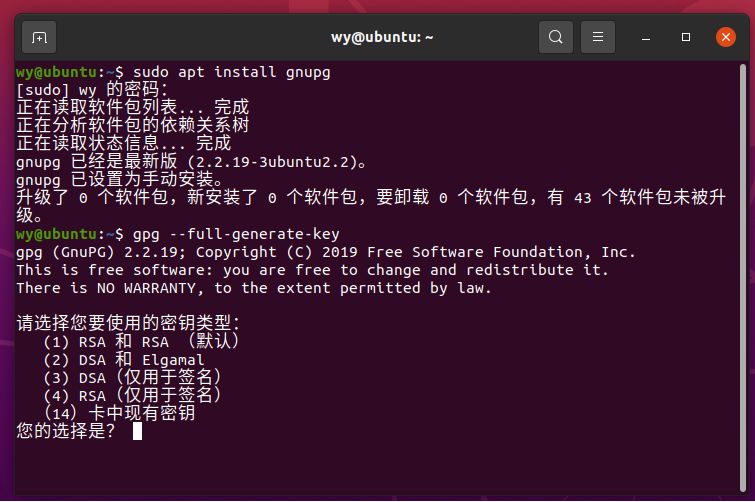 wy@ubuntu: ~
wy@ubuntu:~$ sudo apt install gnupg
[sudo] wy 的密码：
正在读取软件包列表... 完成
正在分析软件包的依赖关系树
正在读取状态信息... 完成
gnupg 已经是最新版 (2.2.19-3ubuntu2.2)。
gnupg 已设置为手动安装。
升级了 0 个软件包，新安装了 0 个软件包，要卸载 0 个软件包，有 43 个软件包未被升
级。
wy@ubuntu:~$ gpg --full-generate-key
gpg (GnuPG) 2.2.19; Copyright (C) 2019 Free Software Foundation, Inc.
This is free software: you are free to change and redistribute it.
There is NO WARRANTY, to the extent permitted by law.
请选择您要使用的密钥类型：
(1) RSA 和 RSA （默认）
(2) DSA 和 Elgamal
(3) DSA（仅用于签名）
(4) RSA（仅用于签名）
（14）卡中现有密钥
您的选择是？